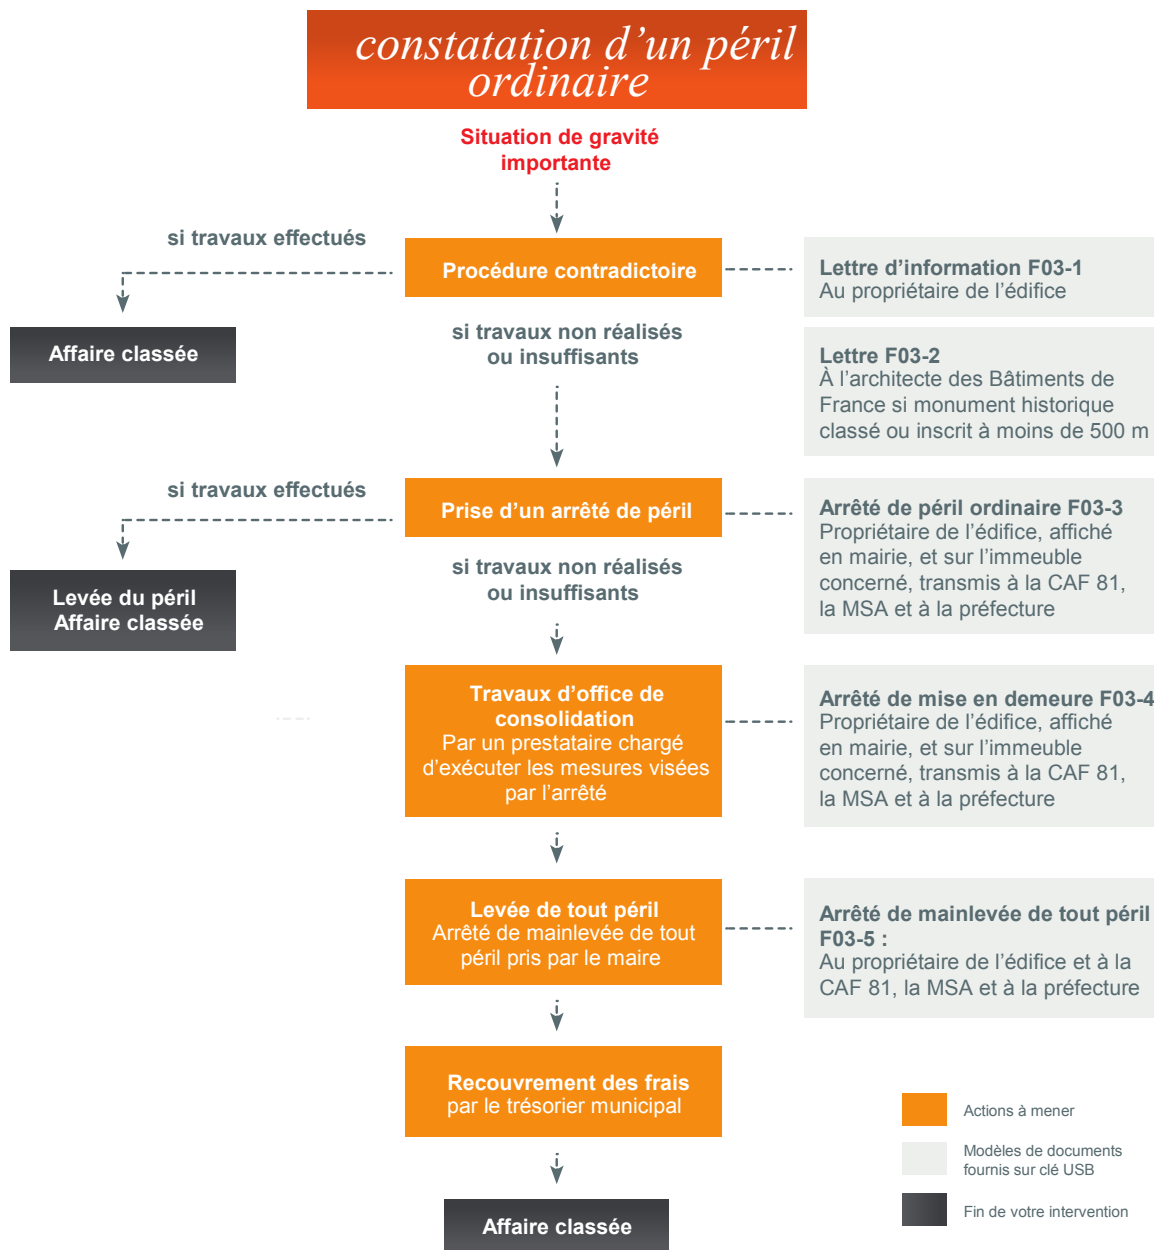 constatation d’un péril
ordinaire
Situation de gravité
importante
si travaux effectués
Procédure contradictoire
Lettre d’information F03-1
Au propriétaire de l’édifice
Affaire classée
si travaux non réalisés
ou insuffisants
Lettre F03-2
À l’architecte des Bâtiments de
France si monument historique
classé ou inscrit à moins de 500 m
si travaux effectués
Prise d’un arrêté de péril
Arrêté de péril ordinaire F03-3
Propriétaire de l’édifice, affiché
en mairie, et sur l’immeuble
concerné, transmis à la CAF 81,
la MSA et à la préfecture
Levée du péril
Affaire classée
si travaux non réalisés
ou insuffisants
Travaux d’office de
consolidation
Par un prestataire chargé
d’exécuter les mesures visées
par l’arrêté
Arrêté de mise en demeure F03-4
Propriétaire de l’édifice, affiché
en mairie, et sur l’immeuble
concerné, transmis à la CAF 81,
la MSA et à la préfecture
Levée de tout péril
Arrêté de mainlevée de tout
péril pris par le maire
Arrêté de mainlevée de tout péril
F03-5 :
Au propriétaire de l’édifice et à la
CAF 81, la MSA et à la préfecture
Recouvrement des frais
par le trésorier municipal
Affaire classée
Actions à mener
Modèles de documents
fournis sur clé USB
Fin de votre intervention